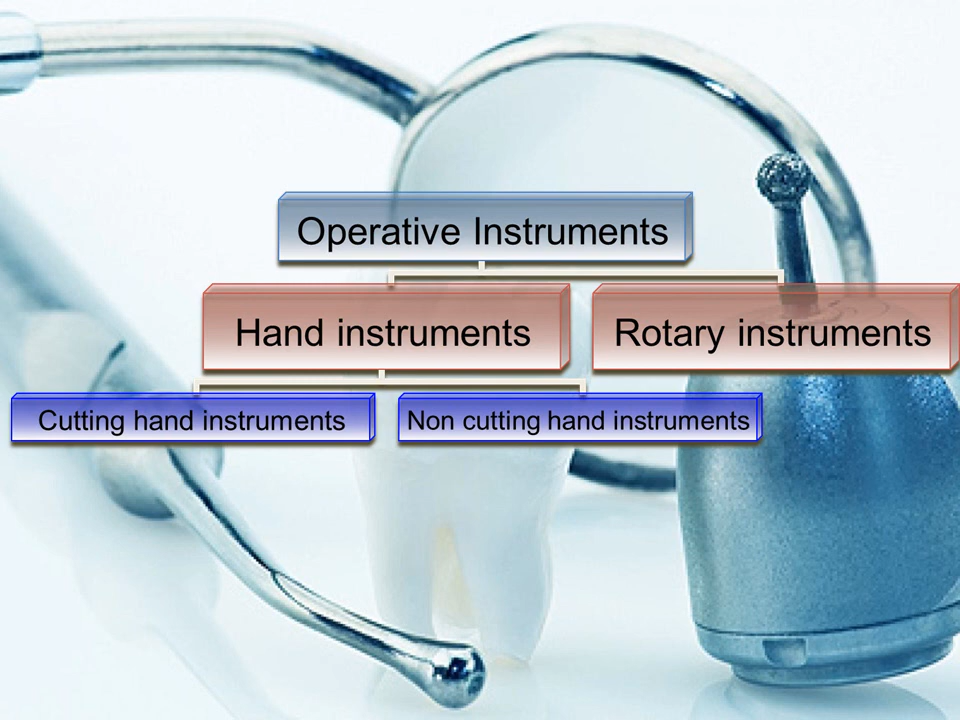 Operative Instruments
Hand instruments
Rotary instruments
Cutting hand instruments
Non cutting hand instruments